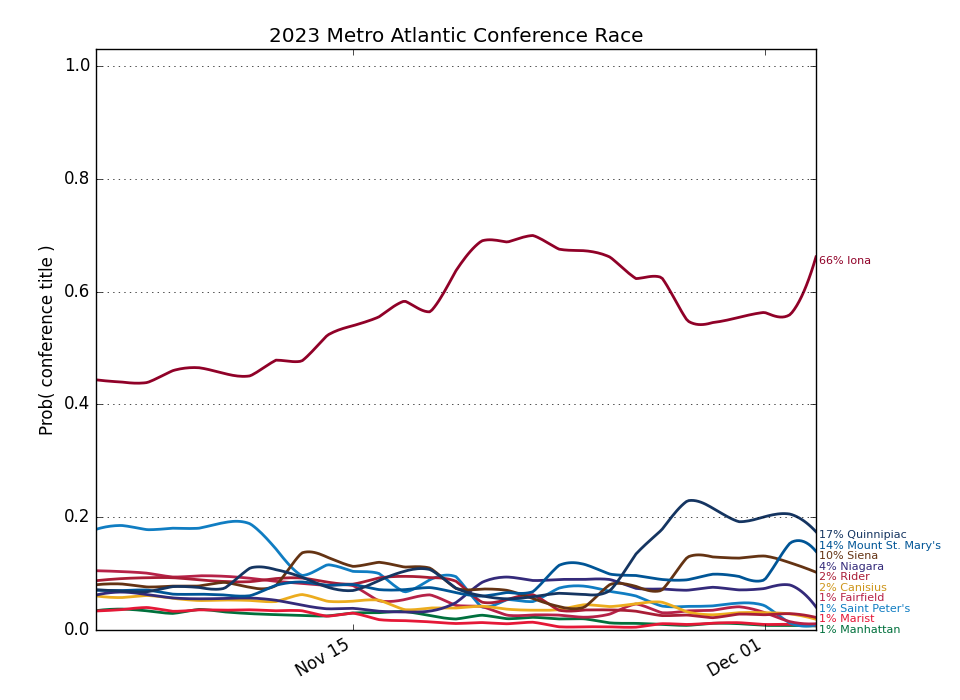 2023 Metro Atlantic Conference Race
Prob( conference title )
1.0
0.8
0.6
0.4
0.2
0.0
Nov 15
Dec 01
66% Iona
17% Quinnipiac
14% Mount St. Mary's
10% Siena
4% Niagara
2% Rider
2% Canisius
1% Fairfield
1% Saint Peter's
1% Marist
1% Manhattan